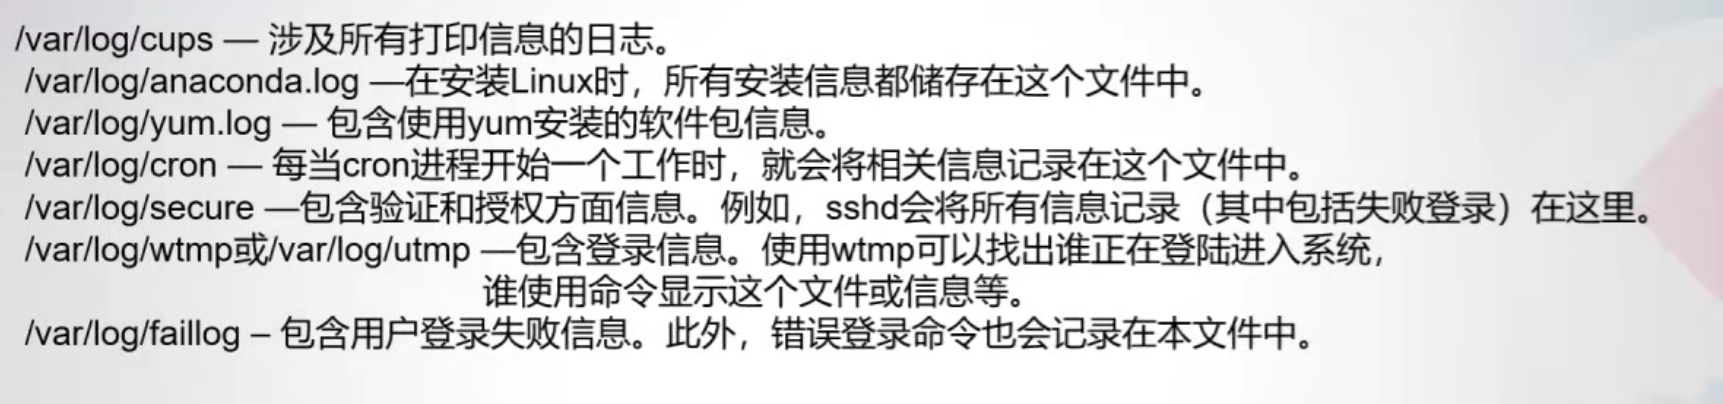 /var/log/cups — 涉及所有打印信息的日志。
/var/log/anaconda.log —在安装Linux时，所有安装信息都储存在这个文件中。
/var/log/yum.log — 包含使用yum安装的软件包信息。
/var/log/cron — 每当cron进程开始一个工作时，就会将相关信息记录在这个文件中。
/var/log/secure —包含验证和授权方面信息。例如，sshd会将所有信息记录（其中包括失败登录）在这里。
/var/log/wtmp或/var/log/utmp —包含登录信息。使用wtmp可以找出谁正在登陆进入系统，
谁使用命令显示这个文件或信息等。
/var/log/faillog – 包含用户登录失败信息。此外，错误登录命令也会记录在本文件中。